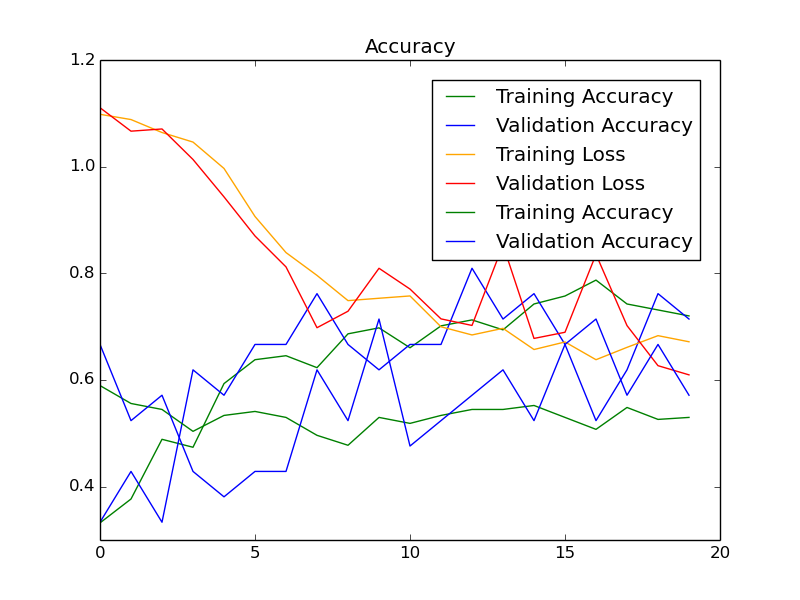 Accuracy
1.2
1.0
0.8
0.6
0.4
Training Accuracy
Validation Accuracy
Training Loss
Validation Loss
Training Accuracy
Validation Accuracy
0 5 10 15 20